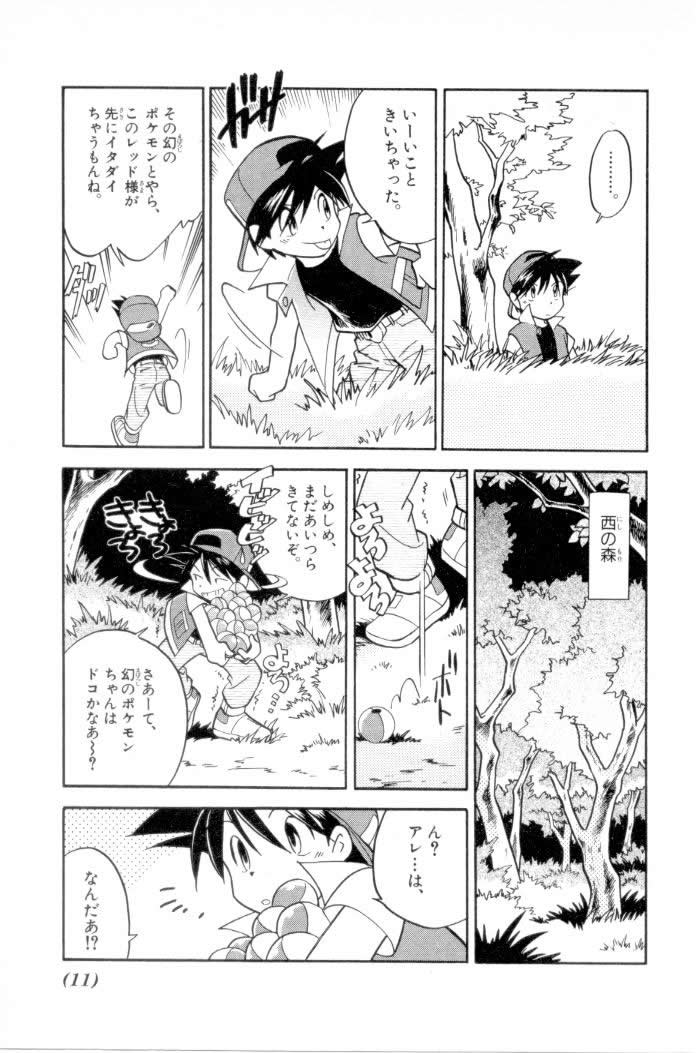 ………。
いーいこと
きいちゃった。
ガバッ
その幻の
ポケモンとやら、
このレッド様が
先にイタダイ
ちゃうもんね。
ダッ
西の森
よろ
よろ
ボト
しめしめ、
まだあいつら
きてないぞ。
きょろ
きょろ
よろ…
さあーて、
幻のポケモン
ちゃんは
ドコかなあ～?
ん?
アレ…は、
なんだあ!?
(11)